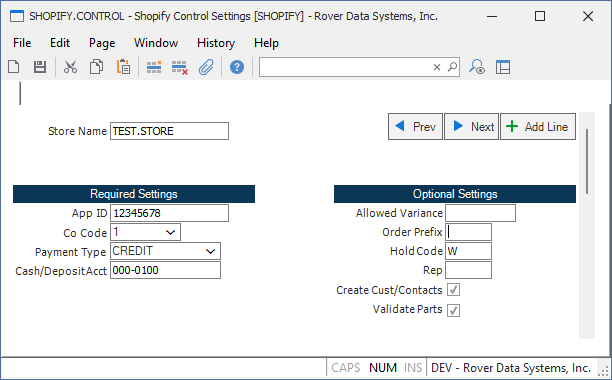 SHOPIFY.CONTROL - Shopify Control Settings [SHOPIFY] - Rover Data Systems, Inc.
File Edit Page Window History Help
Store Name TEST.STORE Prev Next Add Line
Required Settings Optional Settings
App ID 12345678 Allowed Variance
Co Code 1 Order Prefix
Payment Type CREDIT Hold Code W
Cash/Deposit Acct 000-0100 Rep
Create Cust/Contacts
Validate Parts
CAPS NUM INS DEV - Rover Data Systems, Inc.